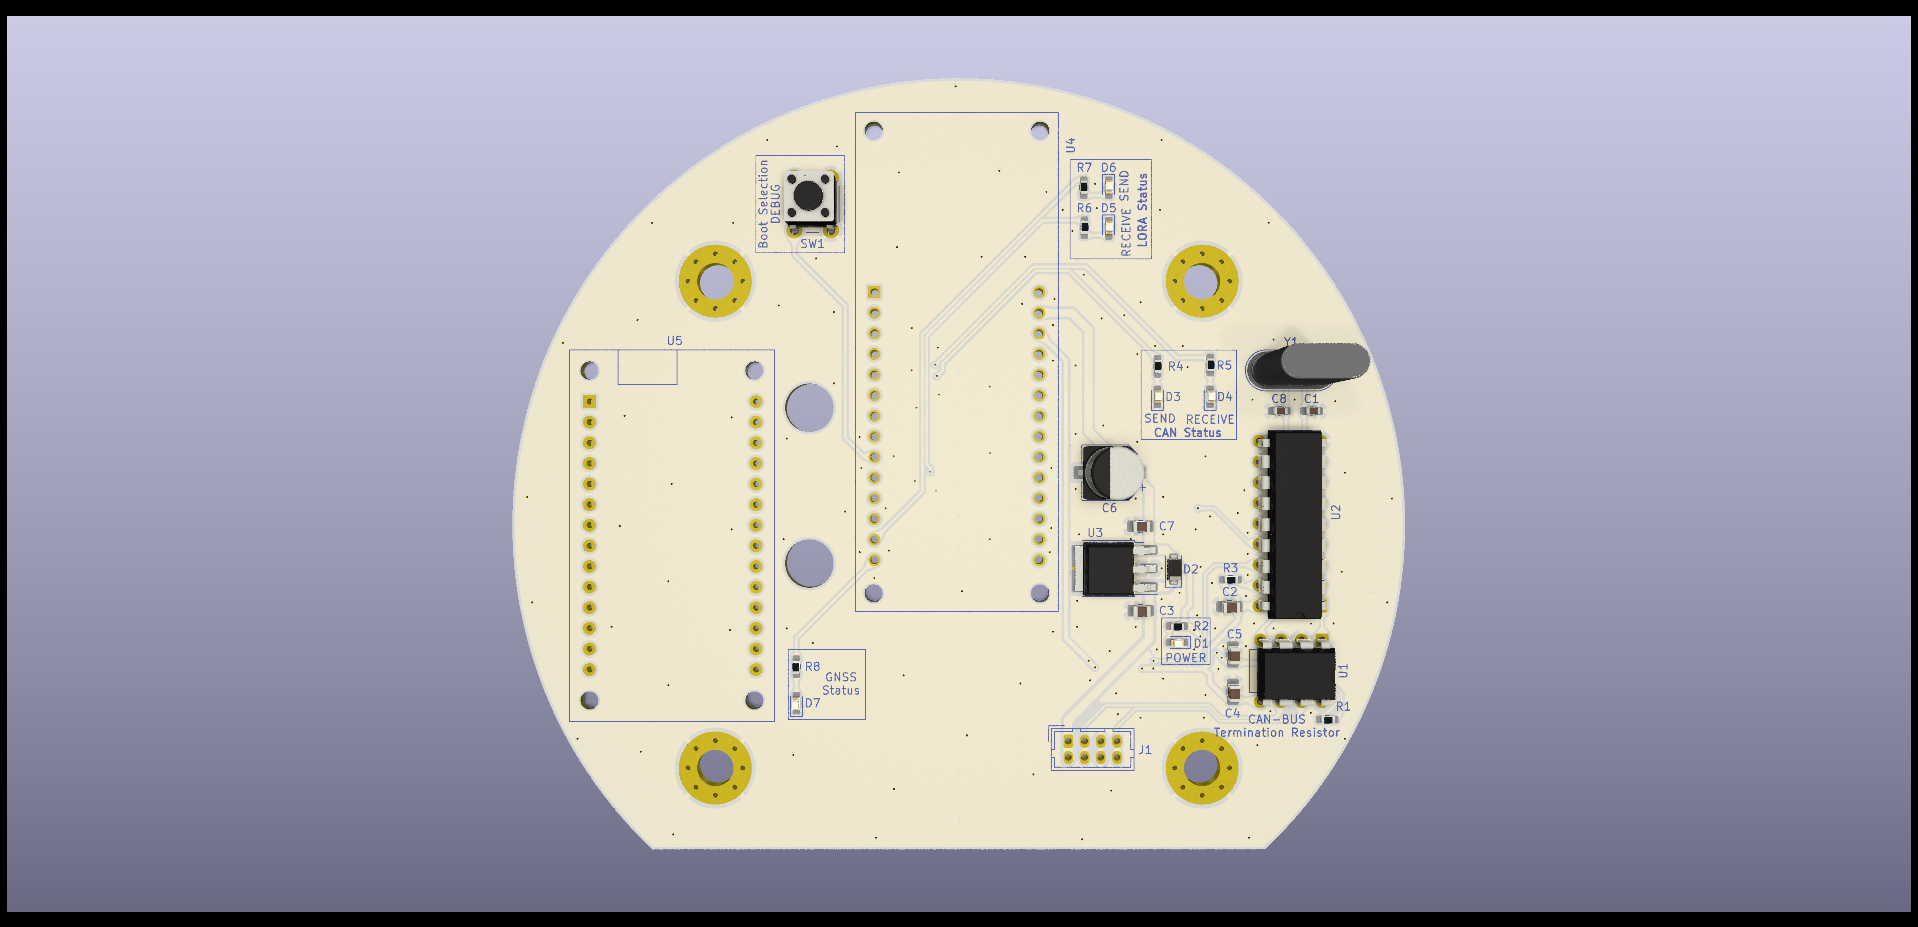 U4
R7 D6
R6 D5
RECEIVE SEND
LORA Status
Boot Selection
DEBUG
SW1
U5
Y1
R4
R5
D3
D4
SEND RECEIVE
CAN Status
C8 C1
+
C6
C7
U2
U3
D2
R3
C2
C3
R2
D1
POWER
C5
U1
R8
GNSS
Status
D7
C4
R1
CAN-BUS
Termination Resistor
J1